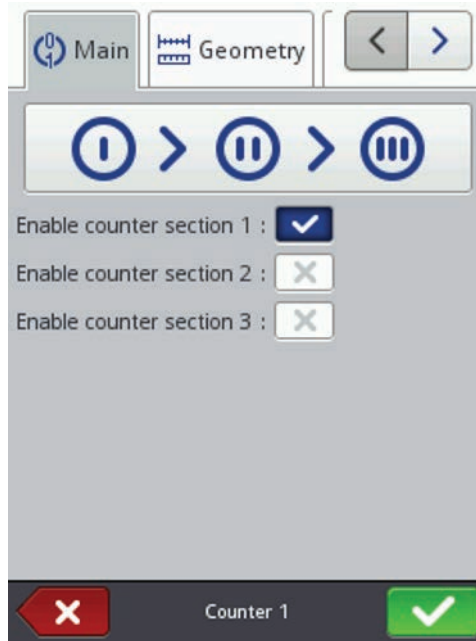 Main Geometry
Enable counter section 1 :
Enable counter section 2 :
Enable counter section 3 :
Counter 1